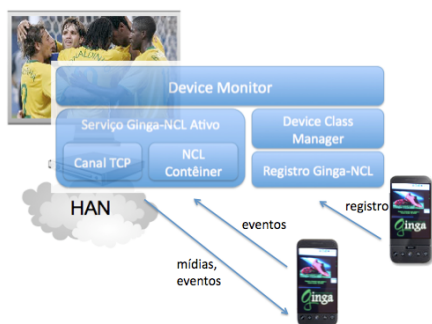 Device Monitor
Serviço Ginga-NCL Ativo
Device Class
Manager
Canal TCP
NCL
Contêiner
Registro Ginga-NCL
HAN
registro
eventos
mídias,
eventos
ginga
ginga